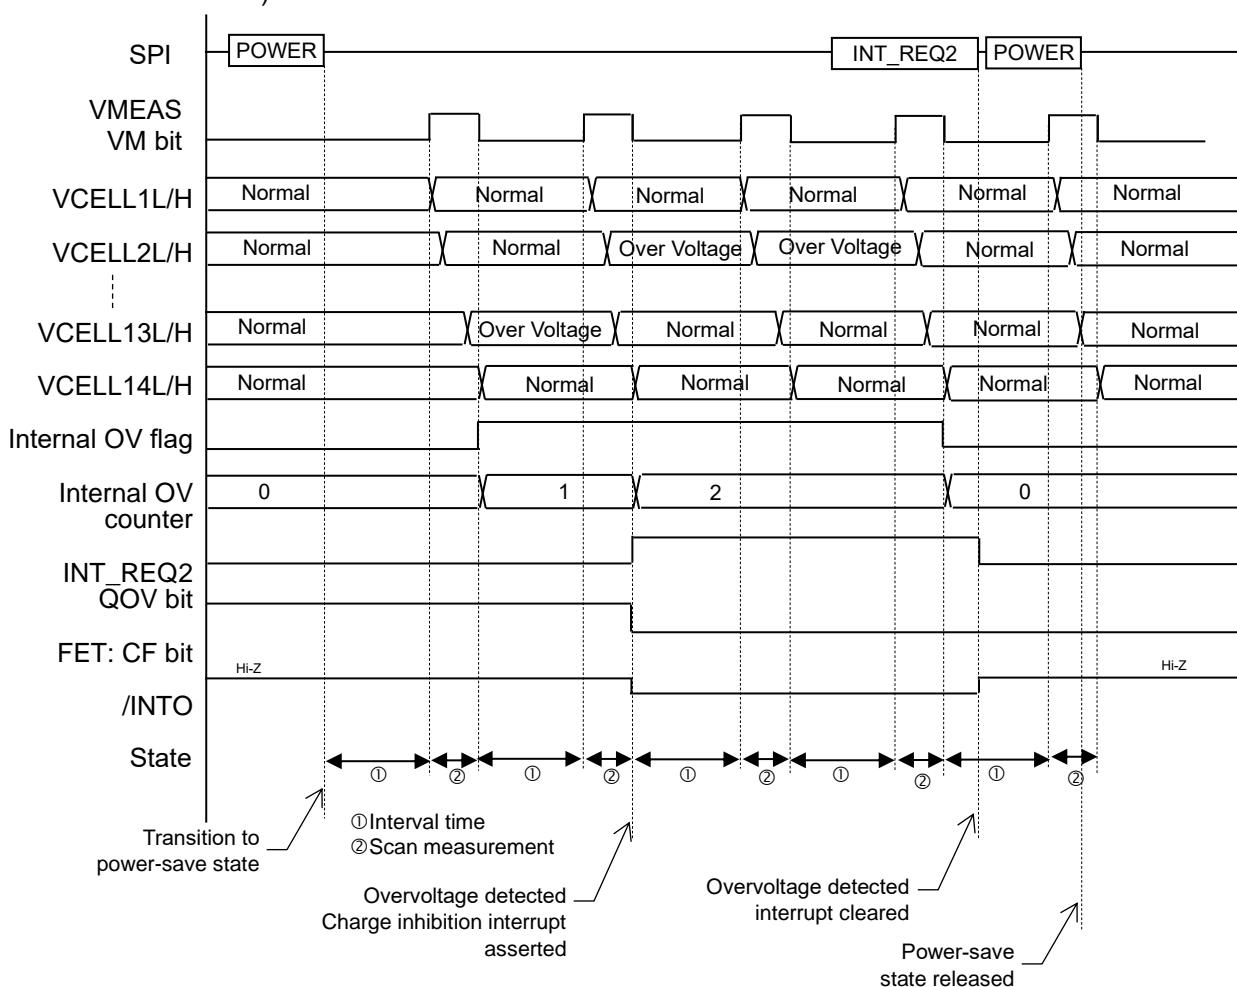 )
SPI POWER INT_REQ2 POWER
VMEAS
VM bit
VCELL1L/H Normal Normal Normal Normal Normal Normal
VCELL2L/H Normal Normal Over Voltage Over Voltage Normal Normal
VCELL13L/H Normal Over Voltage Normal Normal Normal Normal
VCELL14L/H Normal Normal Normal Normal Normal Normal
Internal OV flag
Internal OV
counter 0 1 2 0
INT_REQ2
QOV bit
FET: CF bit
Hi-Z Hi-Z
/INTO
State
① ② ① ② ① ② ① ② ① ②
①Interval time
②Scan measurement
Transition to
power-save state
Overvoltage detected
Charge inhibition interrupt
asserted
Overvoltage detected
interrupt cleared
Power-save
state released